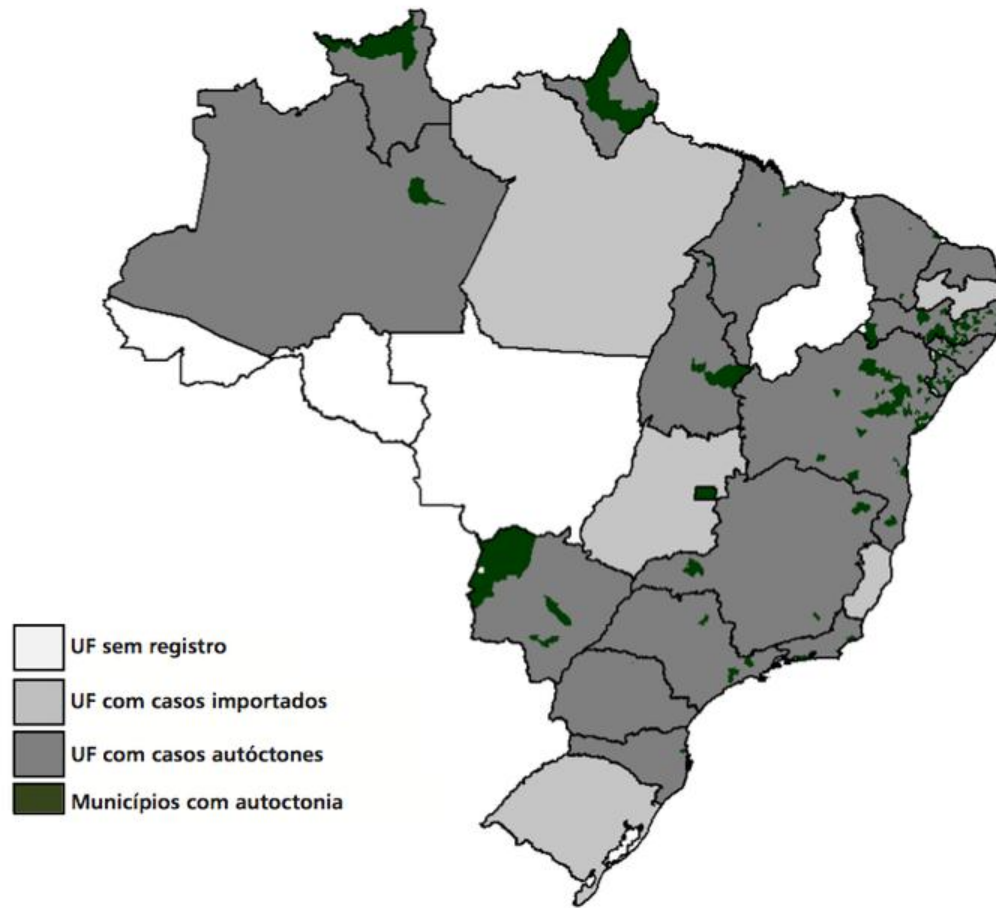 UF sem registro
UF com casos importados
UF com casos autóctones
Municípios com autoctonia